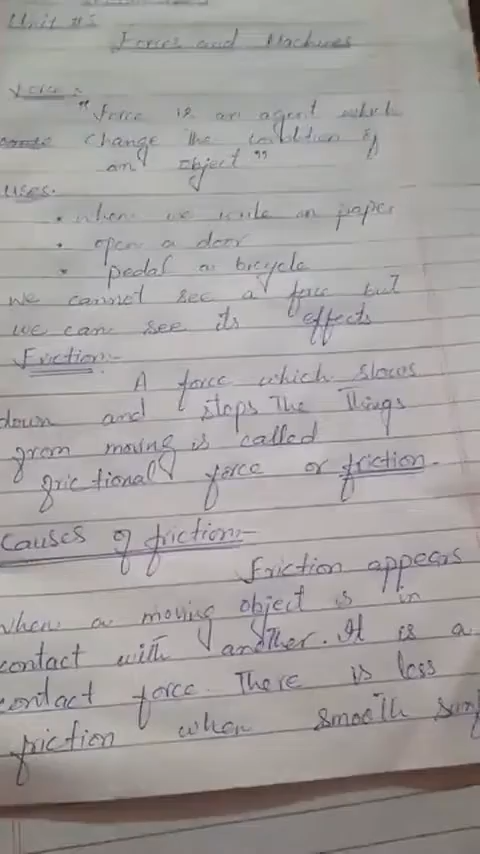 Unit #5
Forces and Machines
Force:-
"Force is an agent which
change the condition of
an object"
Uses.
• when we write on paper
• open a door
• pedal a bicycle
We cannot see a force but
we can see its effects
Friction:-
A force which slows
down and stops the Things
from moving is called
frictional force or friction.
Causes of friction:-
Friction appears
when a moving object is in
contact with another. It is a
contact force. There is less
friction when smooth surf